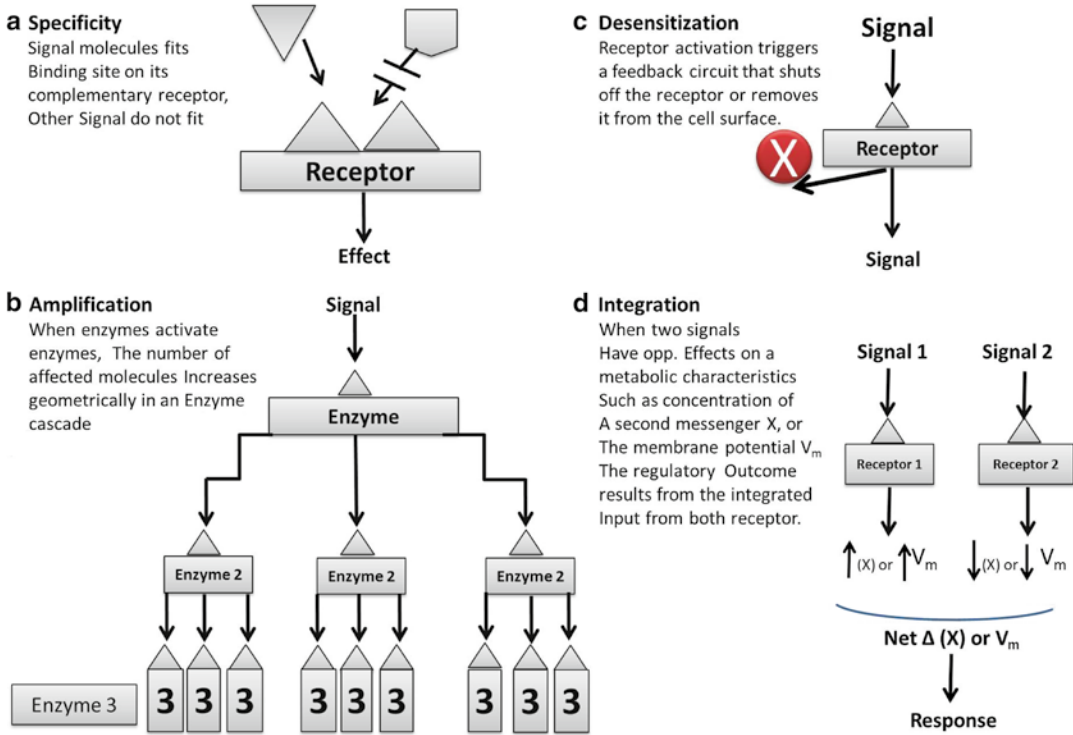 a Specificity
Signal molecules fits
Binding site on its
complementary receptor,
Other Signal do not fit
Receptor
Effect
b Amplification
When enzymes activate
enzymes, The number of
affected molecules Increases
geometrically in an Enzyme
cascade
Signal
Enzyme
Enzyme 2 Enzyme 2 Enzyme 2
Enzyme 3 3 3 3 3 3 3 3 3 3
c Desensitization
Receptor activation triggers
a feedback circuit that shuts
off the receptor or removes
it from the cell surface.
Signal
Receptor
X
Signal
d Integration
When two signals
Have opp. Effects on a
metabolic characteristics
Such as concentration of
A second messenger X, or
The membrane potential Vm
The regulatory Outcome
results from the integrated
Input from both receptor.
Signal 1 Signal 2
Receptor 1 Receptor 2
↑ (X) or ↑ Vm ↓ (X) or ↓ Vm
Net Δ (X) or Vm
Response